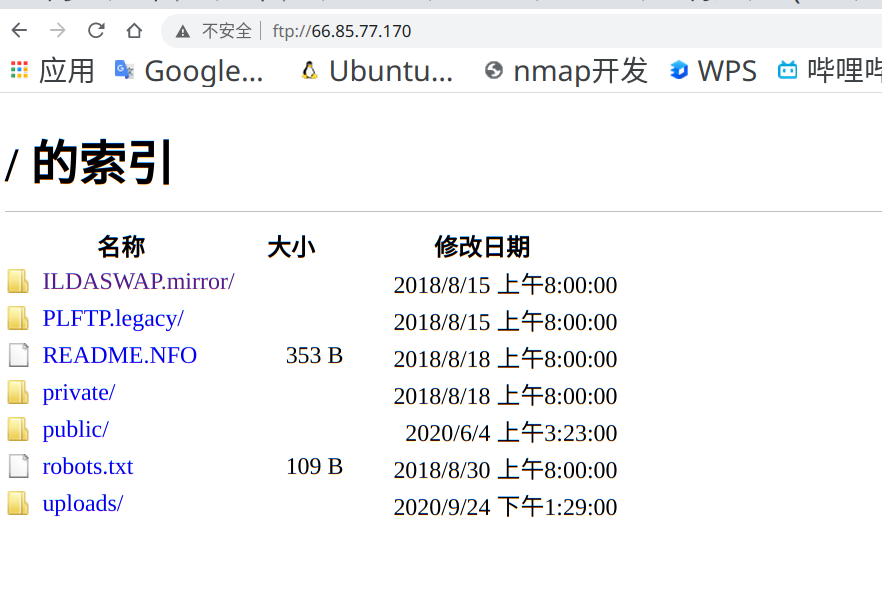 不安全 ftp://66.85.77.170
应用 Google... Ubuntu... nmap开发 WPS 哔哩
/ 的索引
名称 大小 修改日期
ILDASWAP.mirror/ 2018/8/15 上午8:00:00
PLFTP.legacy/ 2018/8/15 上午8:00:00
README.NFO 353 B 2018/8/18 上午8:00:00
private/ 2018/8/18 上午8:00:00
public/ 2020/6/4 上午3:23:00
robots.txt 109 B 2018/8/30 上午8:00:00
uploads/ 2020/9/24 下午1:29:00